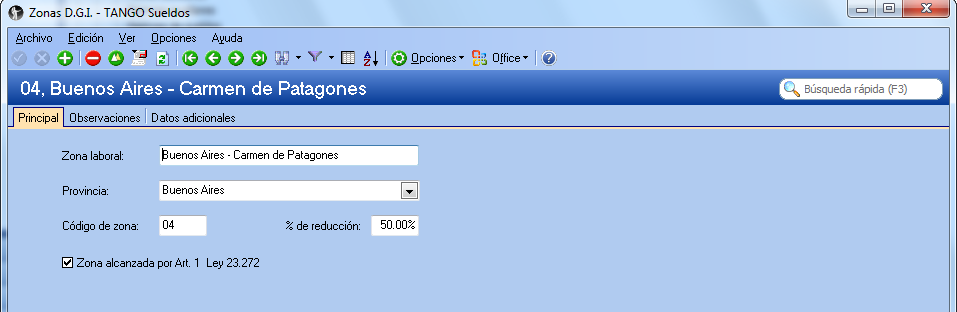 Zonas D.G.I. - TANGO Sueldos
Archivo Edición Ver Opciones Ayuda
Opciones Office
04, Buenos Aires - Carmen de Patagones
Búsqueda rápida (F3)
Principal Observaciones Datos adicionales
Zona laboral: Buenos Aires - Carmen de Patagones
Provincia: Buenos Aires
Código de zona: 04 % de reducción: 50.00%
Zona alcanzada por Art. 1 Ley 23.272